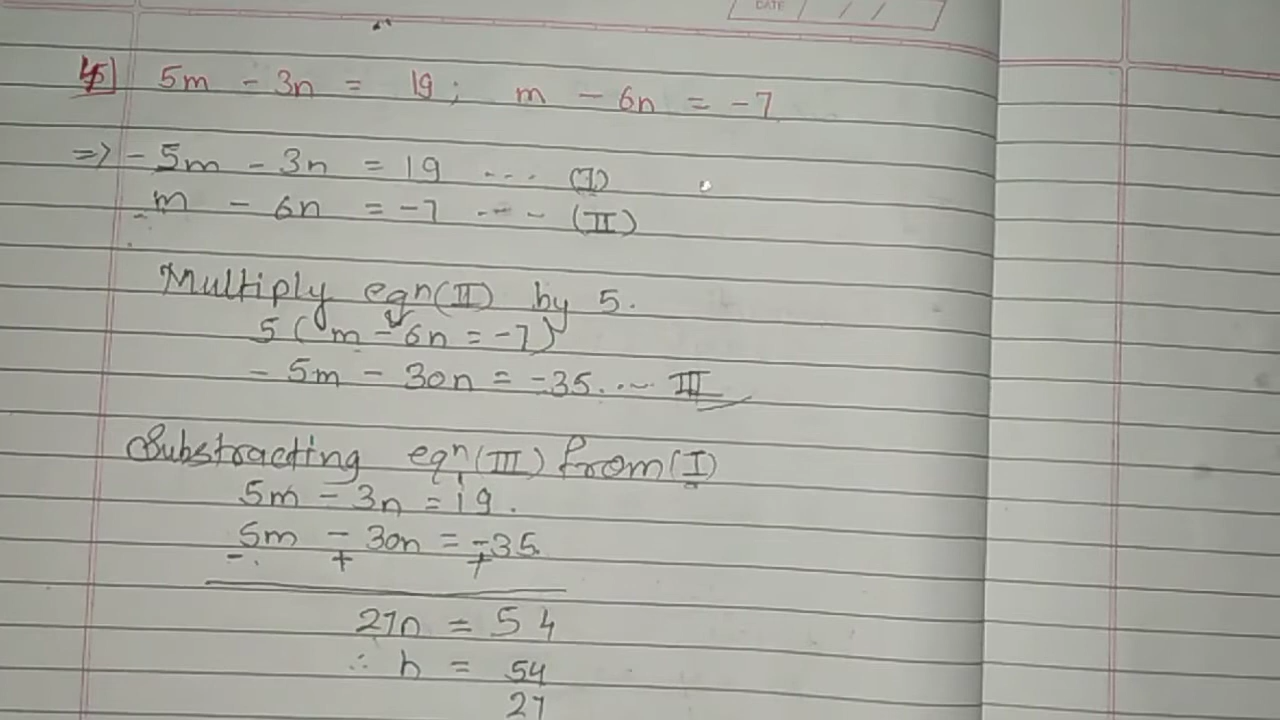 DATE / /
4] 5m - 3n = 19; m - 6n = -7
=> - 5m - 3n = 19 ... (I)
m - 6n = -7 ... (II)
Multiply eqn(II) by 5.
5(m - 6n = -7)
- 5m - 30n = -35 ... III
Substracting eqn(III) from (I)
5m - 3n = 19.
5m - 30n = -35
- + +
27n = 54
∴ n = 54
27